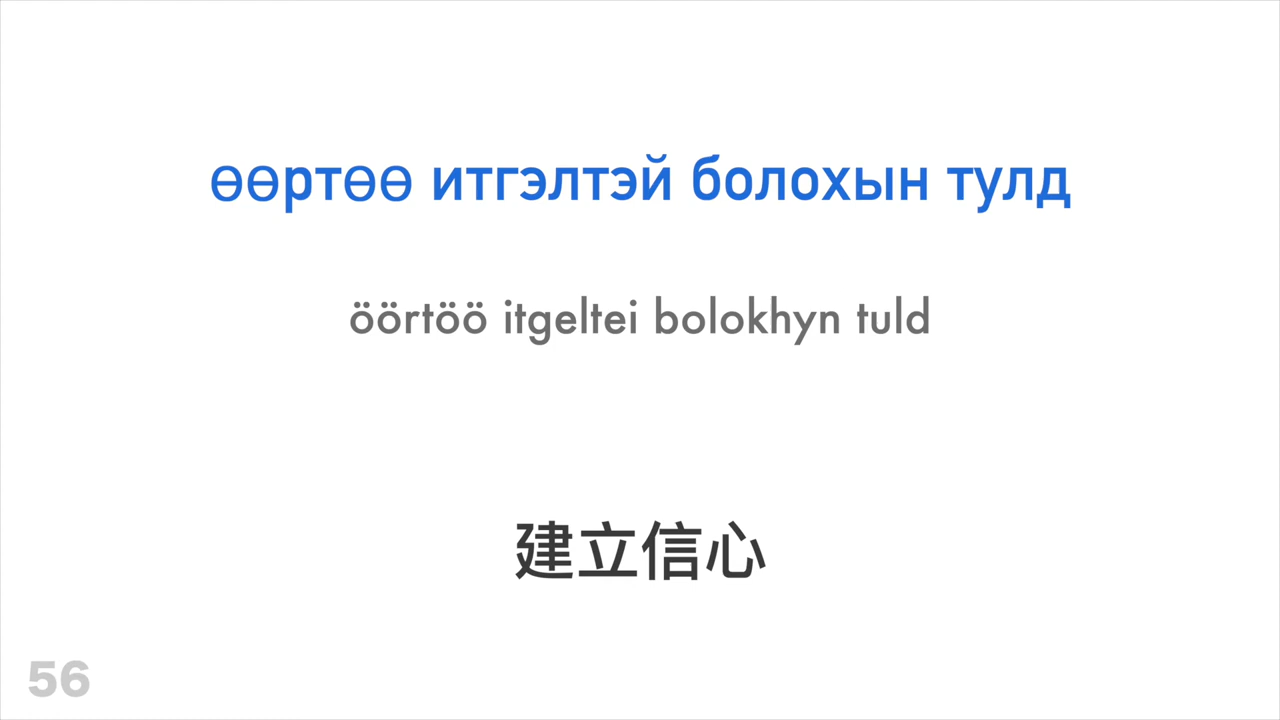 өөртөө итгэлтэй болохын тулд
öörtöö itgeltei bolokhyn tuld
建立信心
56